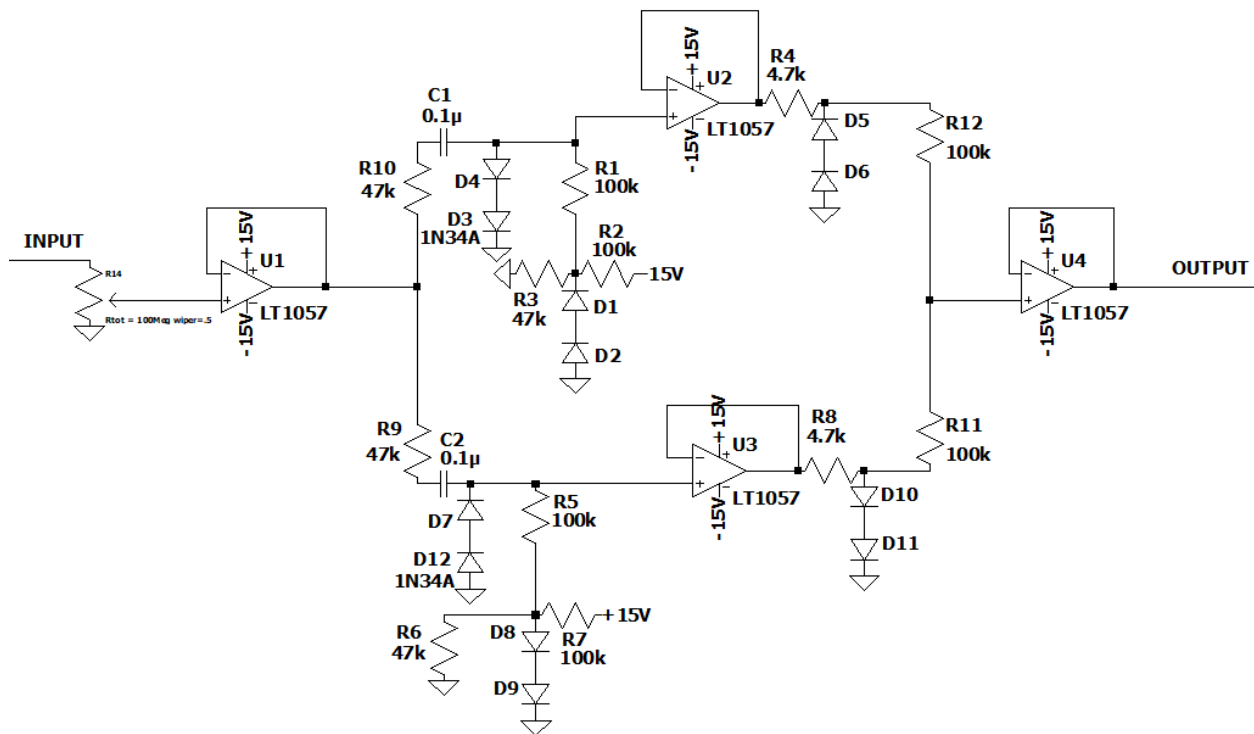 INPUT
R14
Rtot = 100Meg wiper=.5
+15V
U1
LT1057
-15V
R10
47k
C1
0.1µ
D4
D3
1N34A
R1
100k
R2
100k
-15V
R3
47k
D1
D2
+15V
U2
LT1057
-15V
R4
4.7k
D5
D6
R12
100k
+15V
U4
LT1057
-15V
OUTPUT
R9
47k
C2
0.1µ
D7
D12
1N34A
R5
100k
+15V
R6
47k
D8
R7
100k
D9
+15V
U3
LT1057
-15V
R8
4.7k
D10
D11
R11
100k